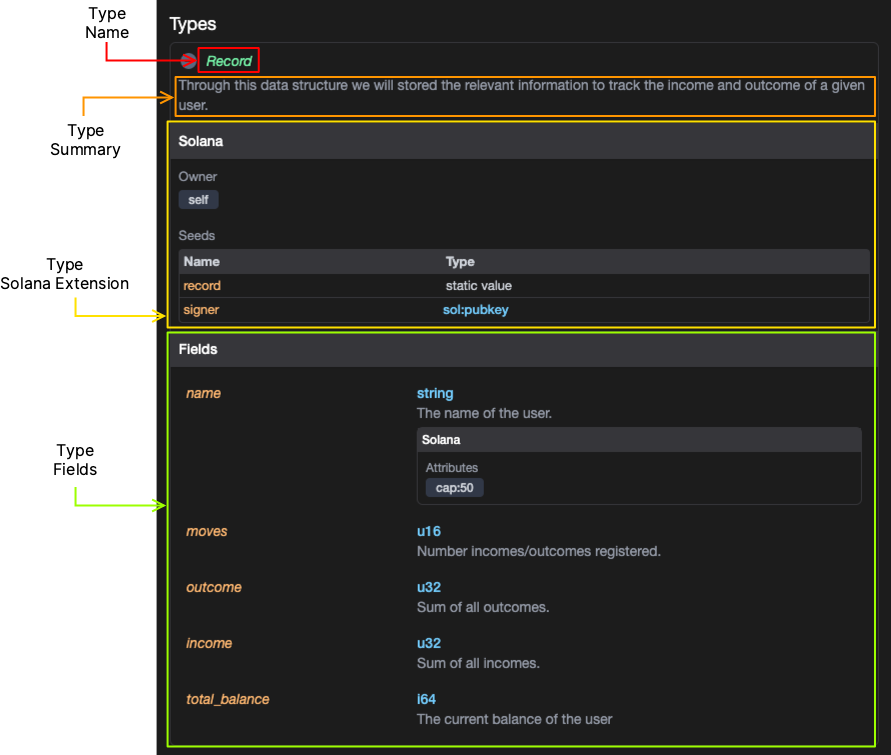 Type
Name
Types
Record
Through this data structure we will stored the relevant information to track the income and outcome of a given
user.
Type
Summary
Solana
Owner
self
Seeds
Name Type
record static value
signer sol:pubkey
Type
Solana Extension
Fields
name string
The name of the user.
Solana
Attributes
cap:50
Type
Fields
moves u16
Number incomes/outcomes registered.
outcome u32
Sum of all outcomes.
income u32
Sum of all incomes.
total_balance i64
The current balance of the user